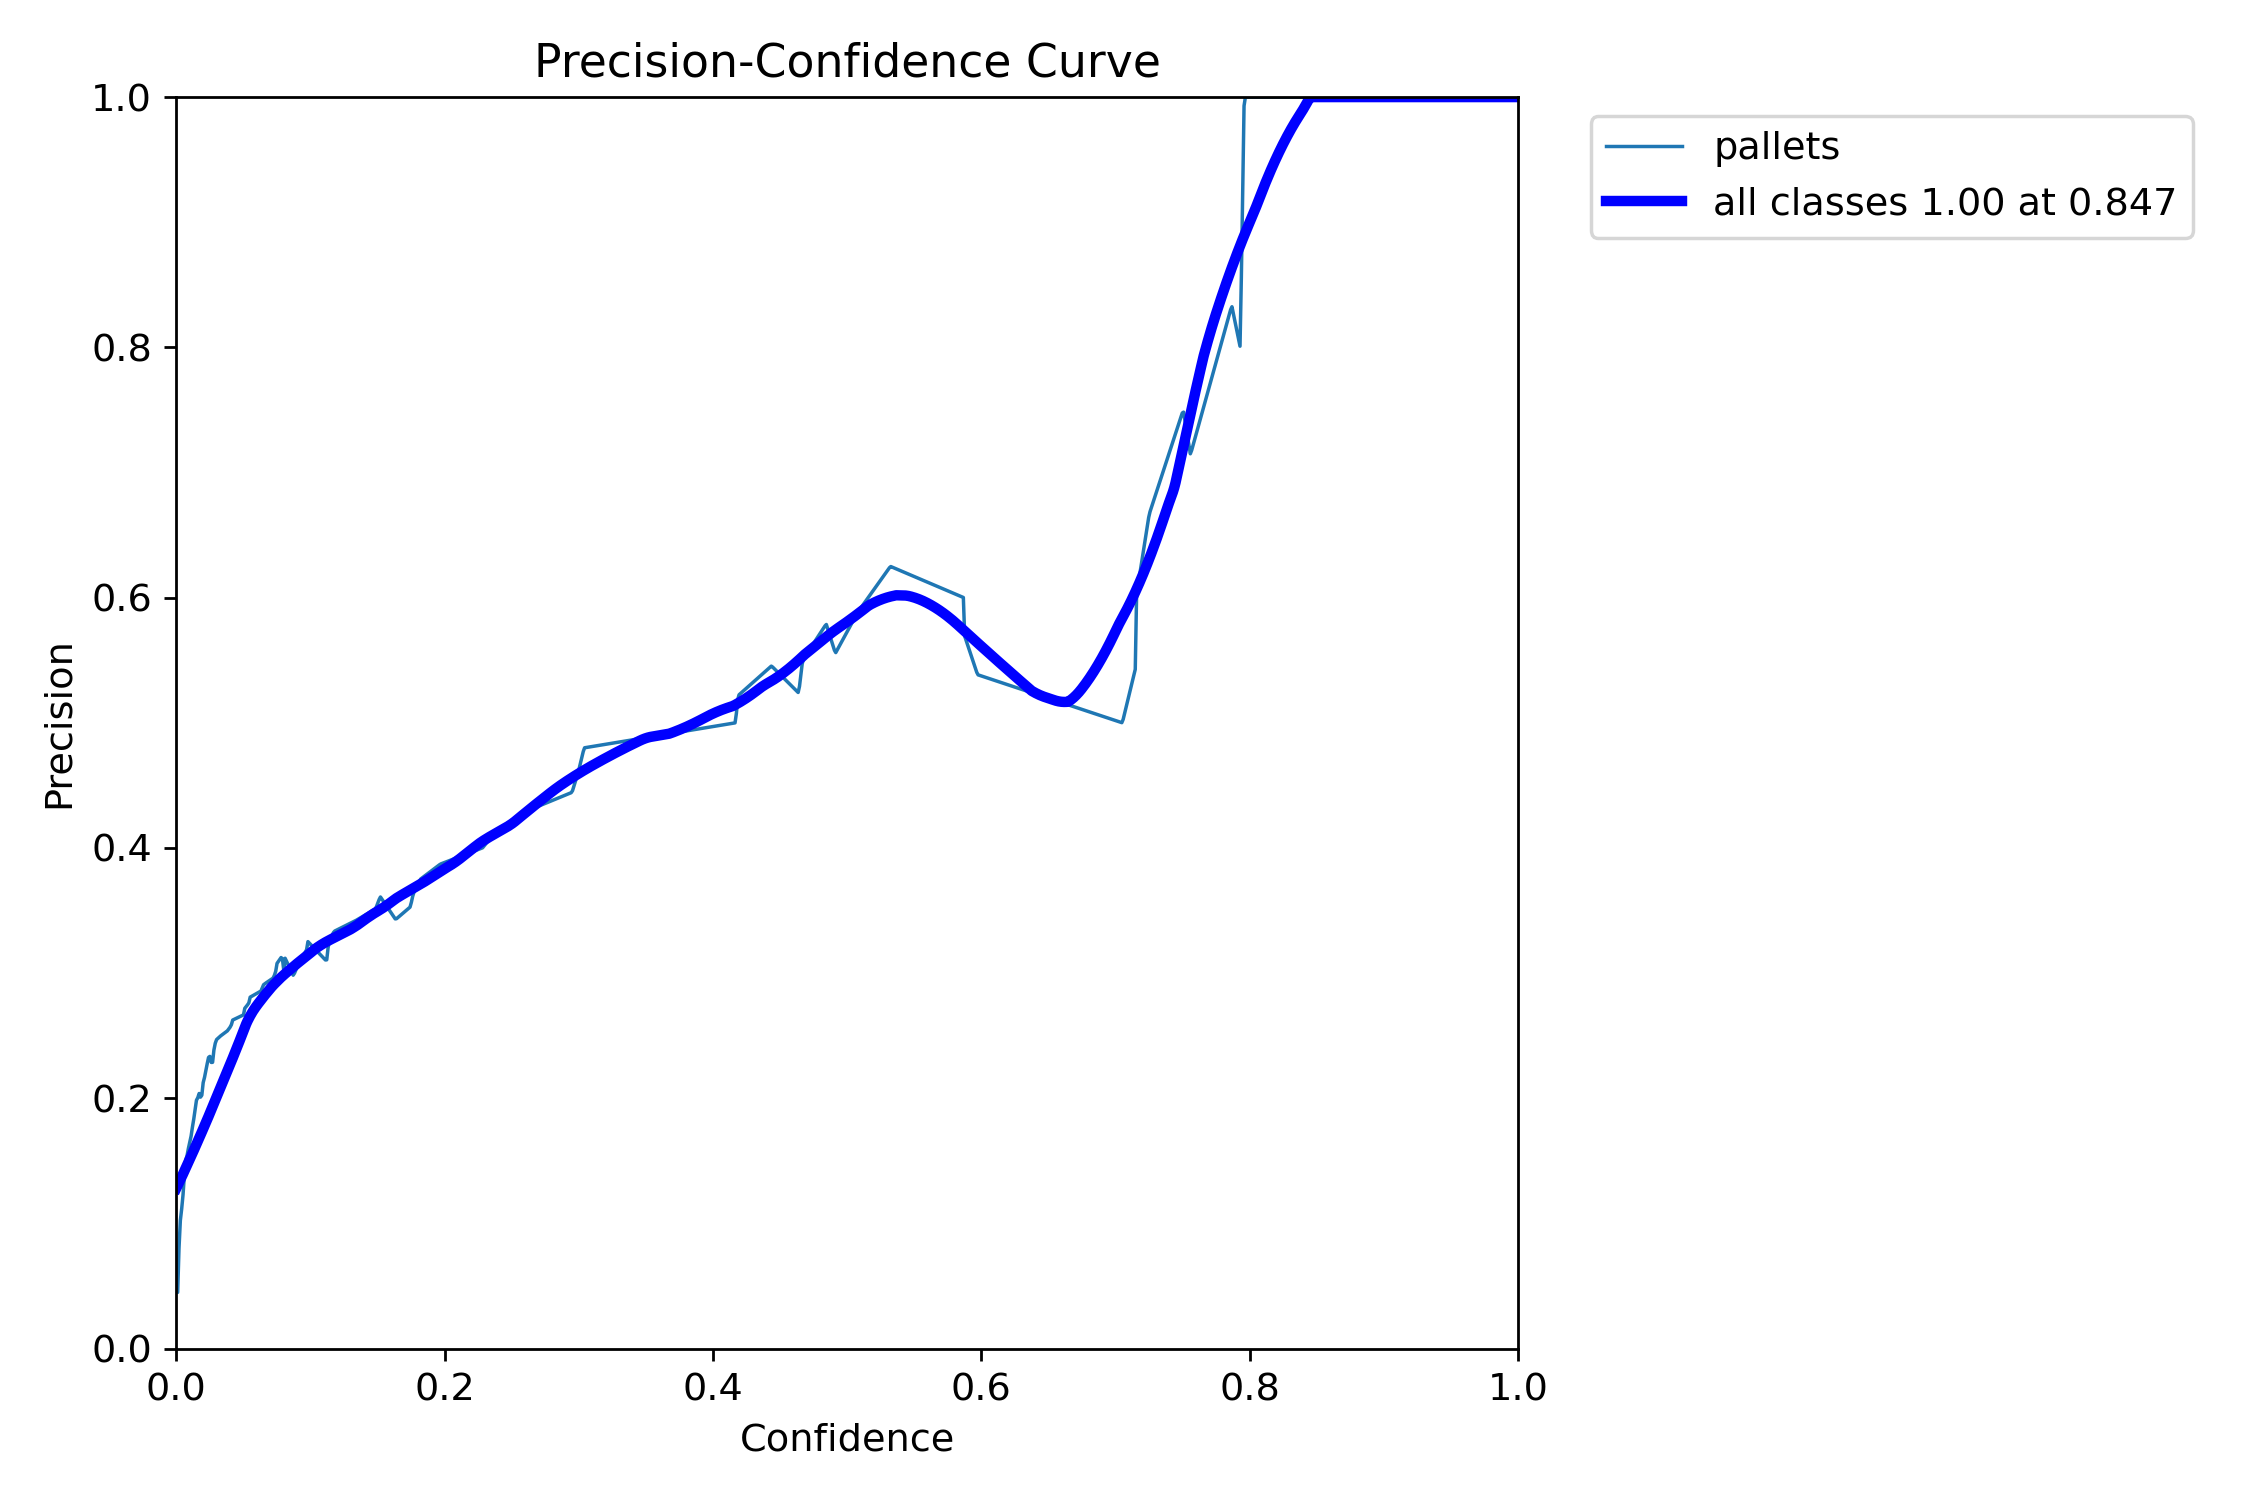 Precision-Confidence Curve
1.0
0.8
0.6
0.4
0.2
0.0
Precision
0.0 0.2 0.4 0.6 0.8 1.0
Confidence
pallets
all classes 1.00 at 0.847